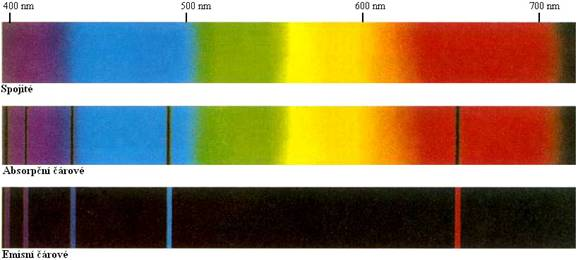 400 nm 500 nm 600 nm 700 nm
Spojité
Absorpční čárové
Emisní čárové